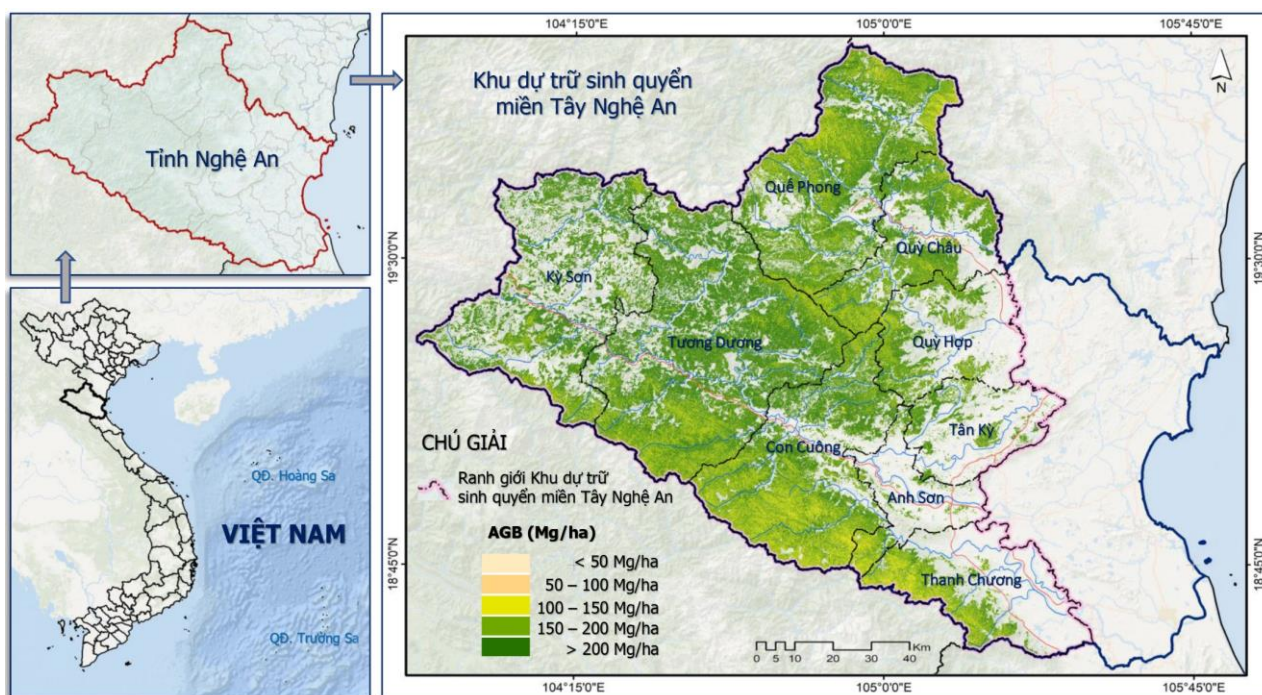 Tỉnh Nghệ An
QĐ. Hoàng Sa
VIỆT NAM
QĐ. Trường Sa
104°15'0"E
105°0'0"E
105°45'0"E
19°30'0"N
18°45'0"N
Khu dự trữ sinh quyển
miền Tây Nghệ An
N
Quế Phong
Quỳ Châu
Kỳ Sơn
Quỳ Hợp
Tương Dương
Tân Kỳ
Con Cuông
Anh Sơn
Thanh Chương
CHÚ GIẢI
Ranh giới Khu dự trữ
sinh quyển miền Tây Nghệ An
AGB (Mg/ha)
< 50 Mg/ha
50 – 100 Mg/ha
100 – 150 Mg/ha
150 – 200 Mg/ha
> 200 Mg/ha
0 5 10 20 30 40 Km
19°30'0"N
18°45'0"N
104°15'0"E
105°0'0"E
105°45'0"E